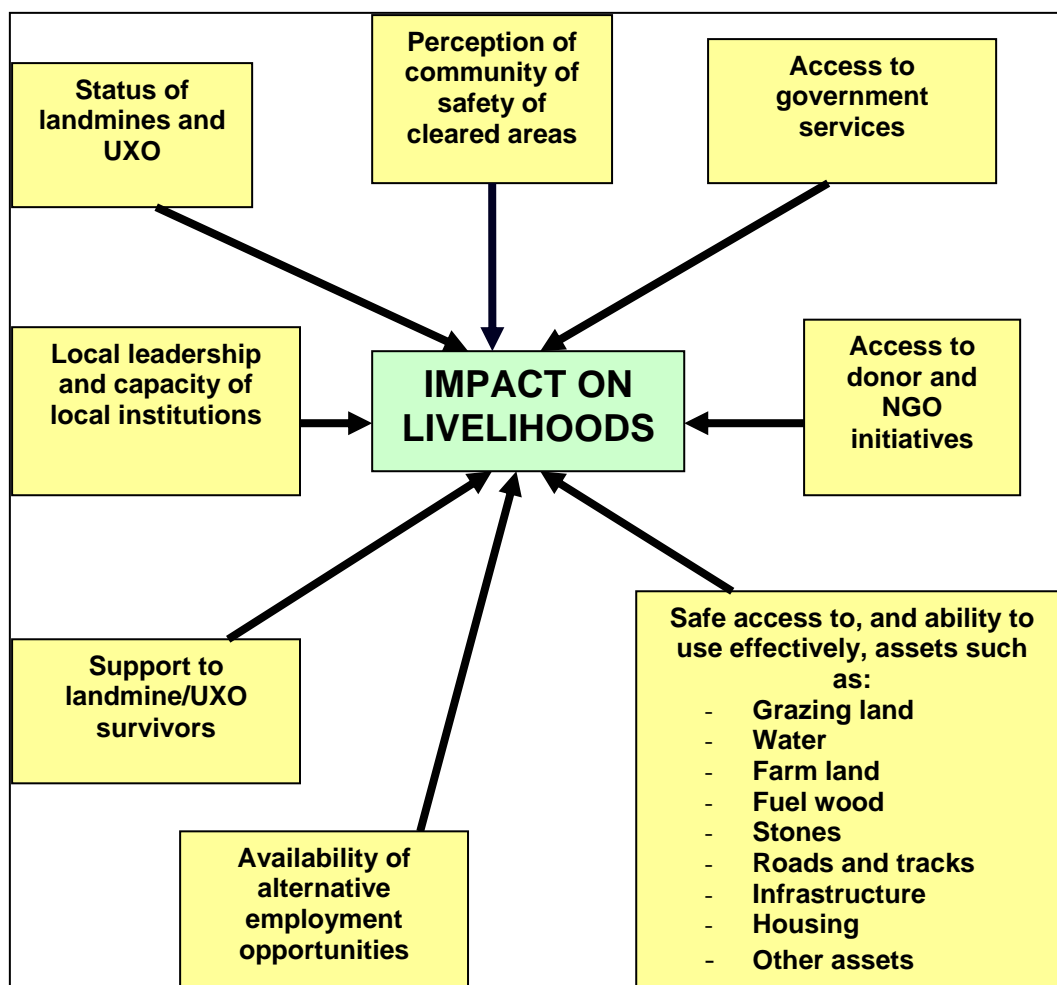 Status of
landmines and
UXO
Perception of
community of
safety of
cleared areas
Access to
government
services
Local leadership
and capacity of
local institutions
IMPACT ON
LIVELIHOODS
Access to
donor and
NGO
initiatives
Support to
landmine/UXO
survivors
Availability of
alternative
employment
opportunities
Safe access to, and ability to
use effectively, assets such
as:
- Grazing land
- Water
- Farm land
- Fuel wood
- Stones
- Roads and tracks
- Infrastructure
- Housing
- Other assets